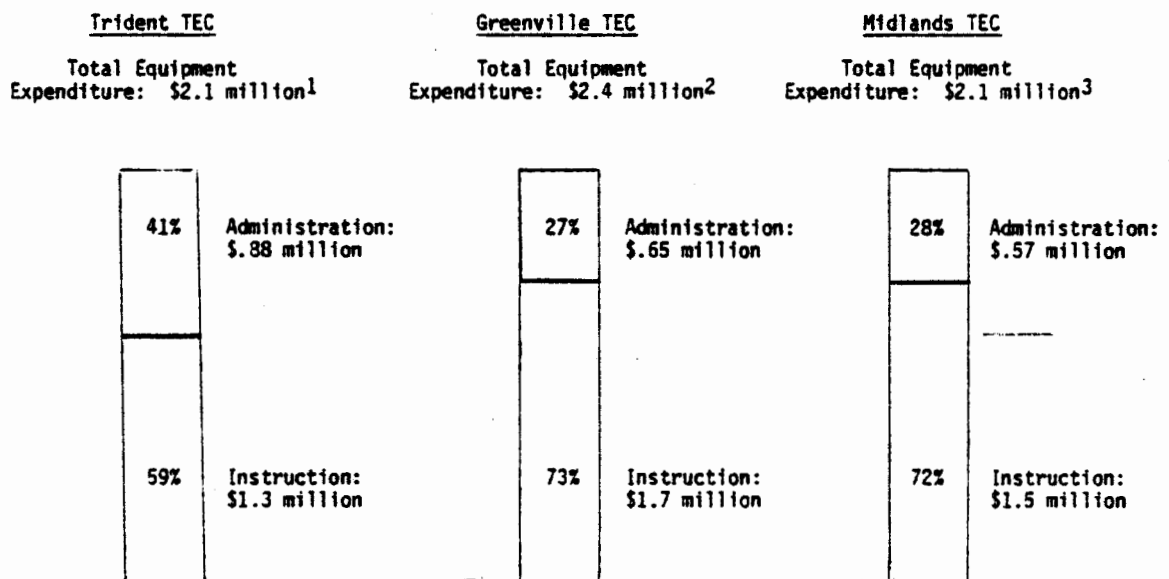 Trident TEC
Total Equipment
Expenditure: $2.1 million1
41%
Administration:
$.88 million
59%
Instruction:
$1.3 million
Greenville TEC
Total Equipment
Expenditure: $2.4 million2
27%
Administration:
$.65 million
73%
Instruction:
$1.7 million
Midlands TEC
Total Equipment
Expenditure: $2.1 million3
28%
Administration:
$.57 million
72%
Instruction:
$1.5 million